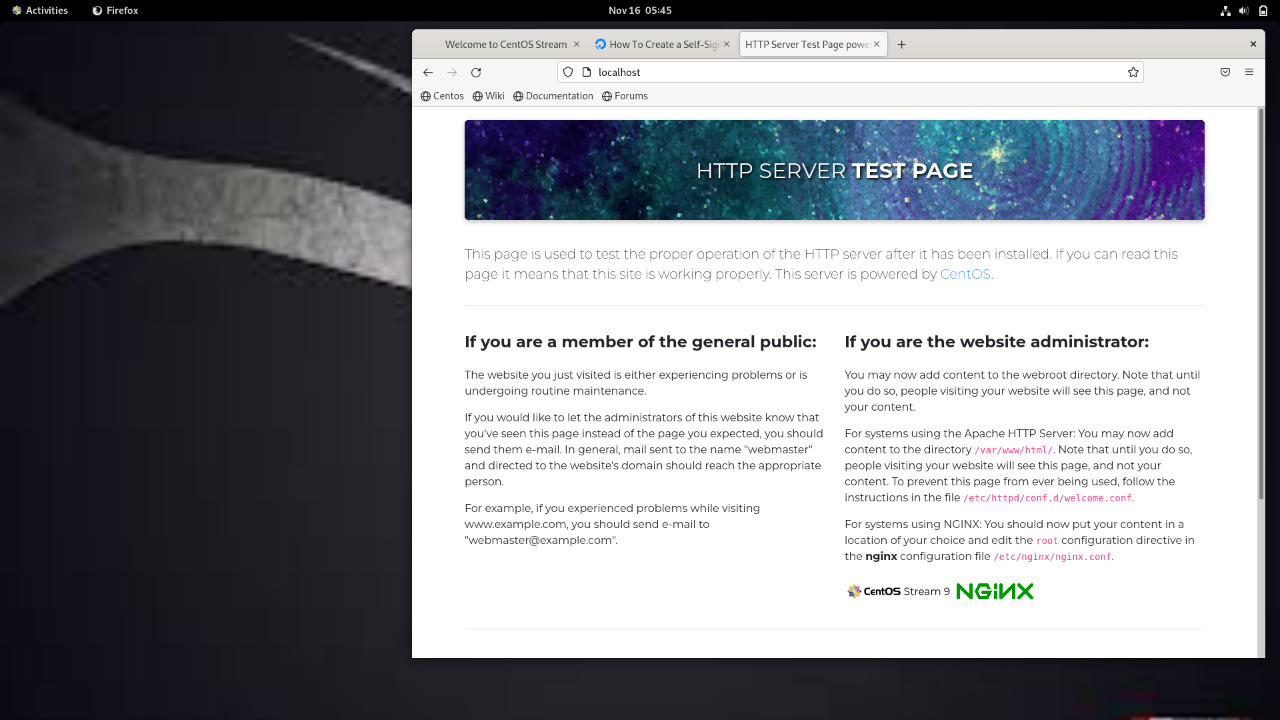 Activities
Firefox
Nov 16 05:45
Welcome to CentOS Stream
How To Create a Self-Sig
HTTP Server Test Page powe
localhost
Centos
Wiki
Documentation
Forums
HTTP SERVER TEST PAGE
This page is used to test the proper operation of the HTTP server after it has been installed. If you can read this
page it means that this site is working properly. This server is powered by CentOS.
If you are a member of the general public:
The website you just visited is either experiencing problems or is
undergoing routine maintenance.
If you would like to let the administrators of this website know that
you've seen this page instead of the page you expected, you should
send them e-mail. In general, mail sent to the name "webmaster"
and directed to the website's domain should reach the appropriate
person.
For example, if you experienced problems while visiting
www.example.com, you should send e-mail to
"webmaster@example.com".
If you are the website administrator:
You may now add content to the webroot directory. Note that until
you do so, people visiting your website will see this page, and not
your content.
For systems using the Apache HTTP Server: You may now add
content to the directory /var/www/html/. Note that until you do so,
people visiting your website will see this page, and not your
content. To prevent this page from ever being used, follow the
instructions in the file /etc/httpd/conf.d/welcome.conf.
For systems using NGINX: You should now put your content in a
location of your choice and edit the root configuration directive in
the nginx configuration file /etc/nginx/nginx.conf.
CentOS Stream 9 NGINX